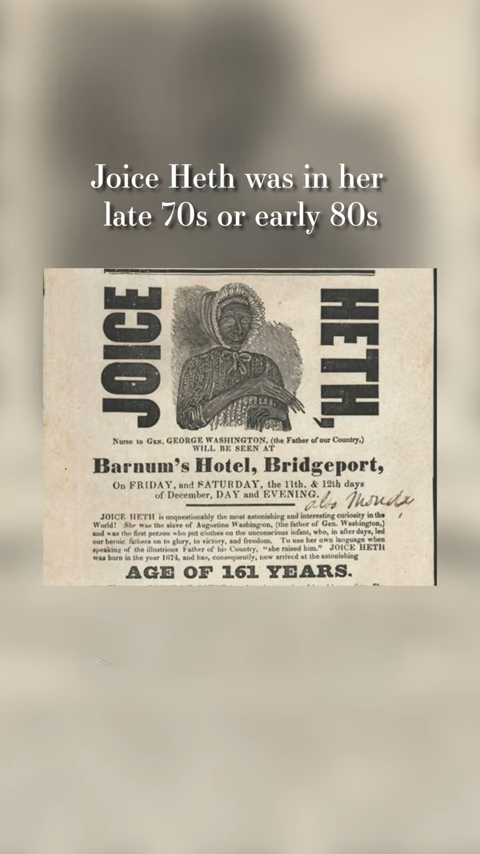 Joice Heth was in her
late 70s or early 80s
JOICE HETH,
Nurse to GEN. GEORGE WASHINGTON, (the Father of our Country,)
WILL BE SEEN AT
Barnum's Hotel, Bridgeport,
On FRIDAY, and SATURDAY, the 11th. & 12th days
of December, DAY and EVENING.
also Monday
JOICE HETH is unquestionably the most astonishing and interesting curiosity in the
World! She was the slave of Augustine Washington, (the father of Gen. Washington,)
and was the first person who put clothes on the unconscious infant, who, in after days, led
our heroic fathers on to glory, to victory, and freedom. To use her own language when
speaking of the illustrious Father of his Country, "she raised him." JOICE HETH
was born in the year 1674, and has, consequently, now arrived at the astonishing
AGE OF 161 YEARS.